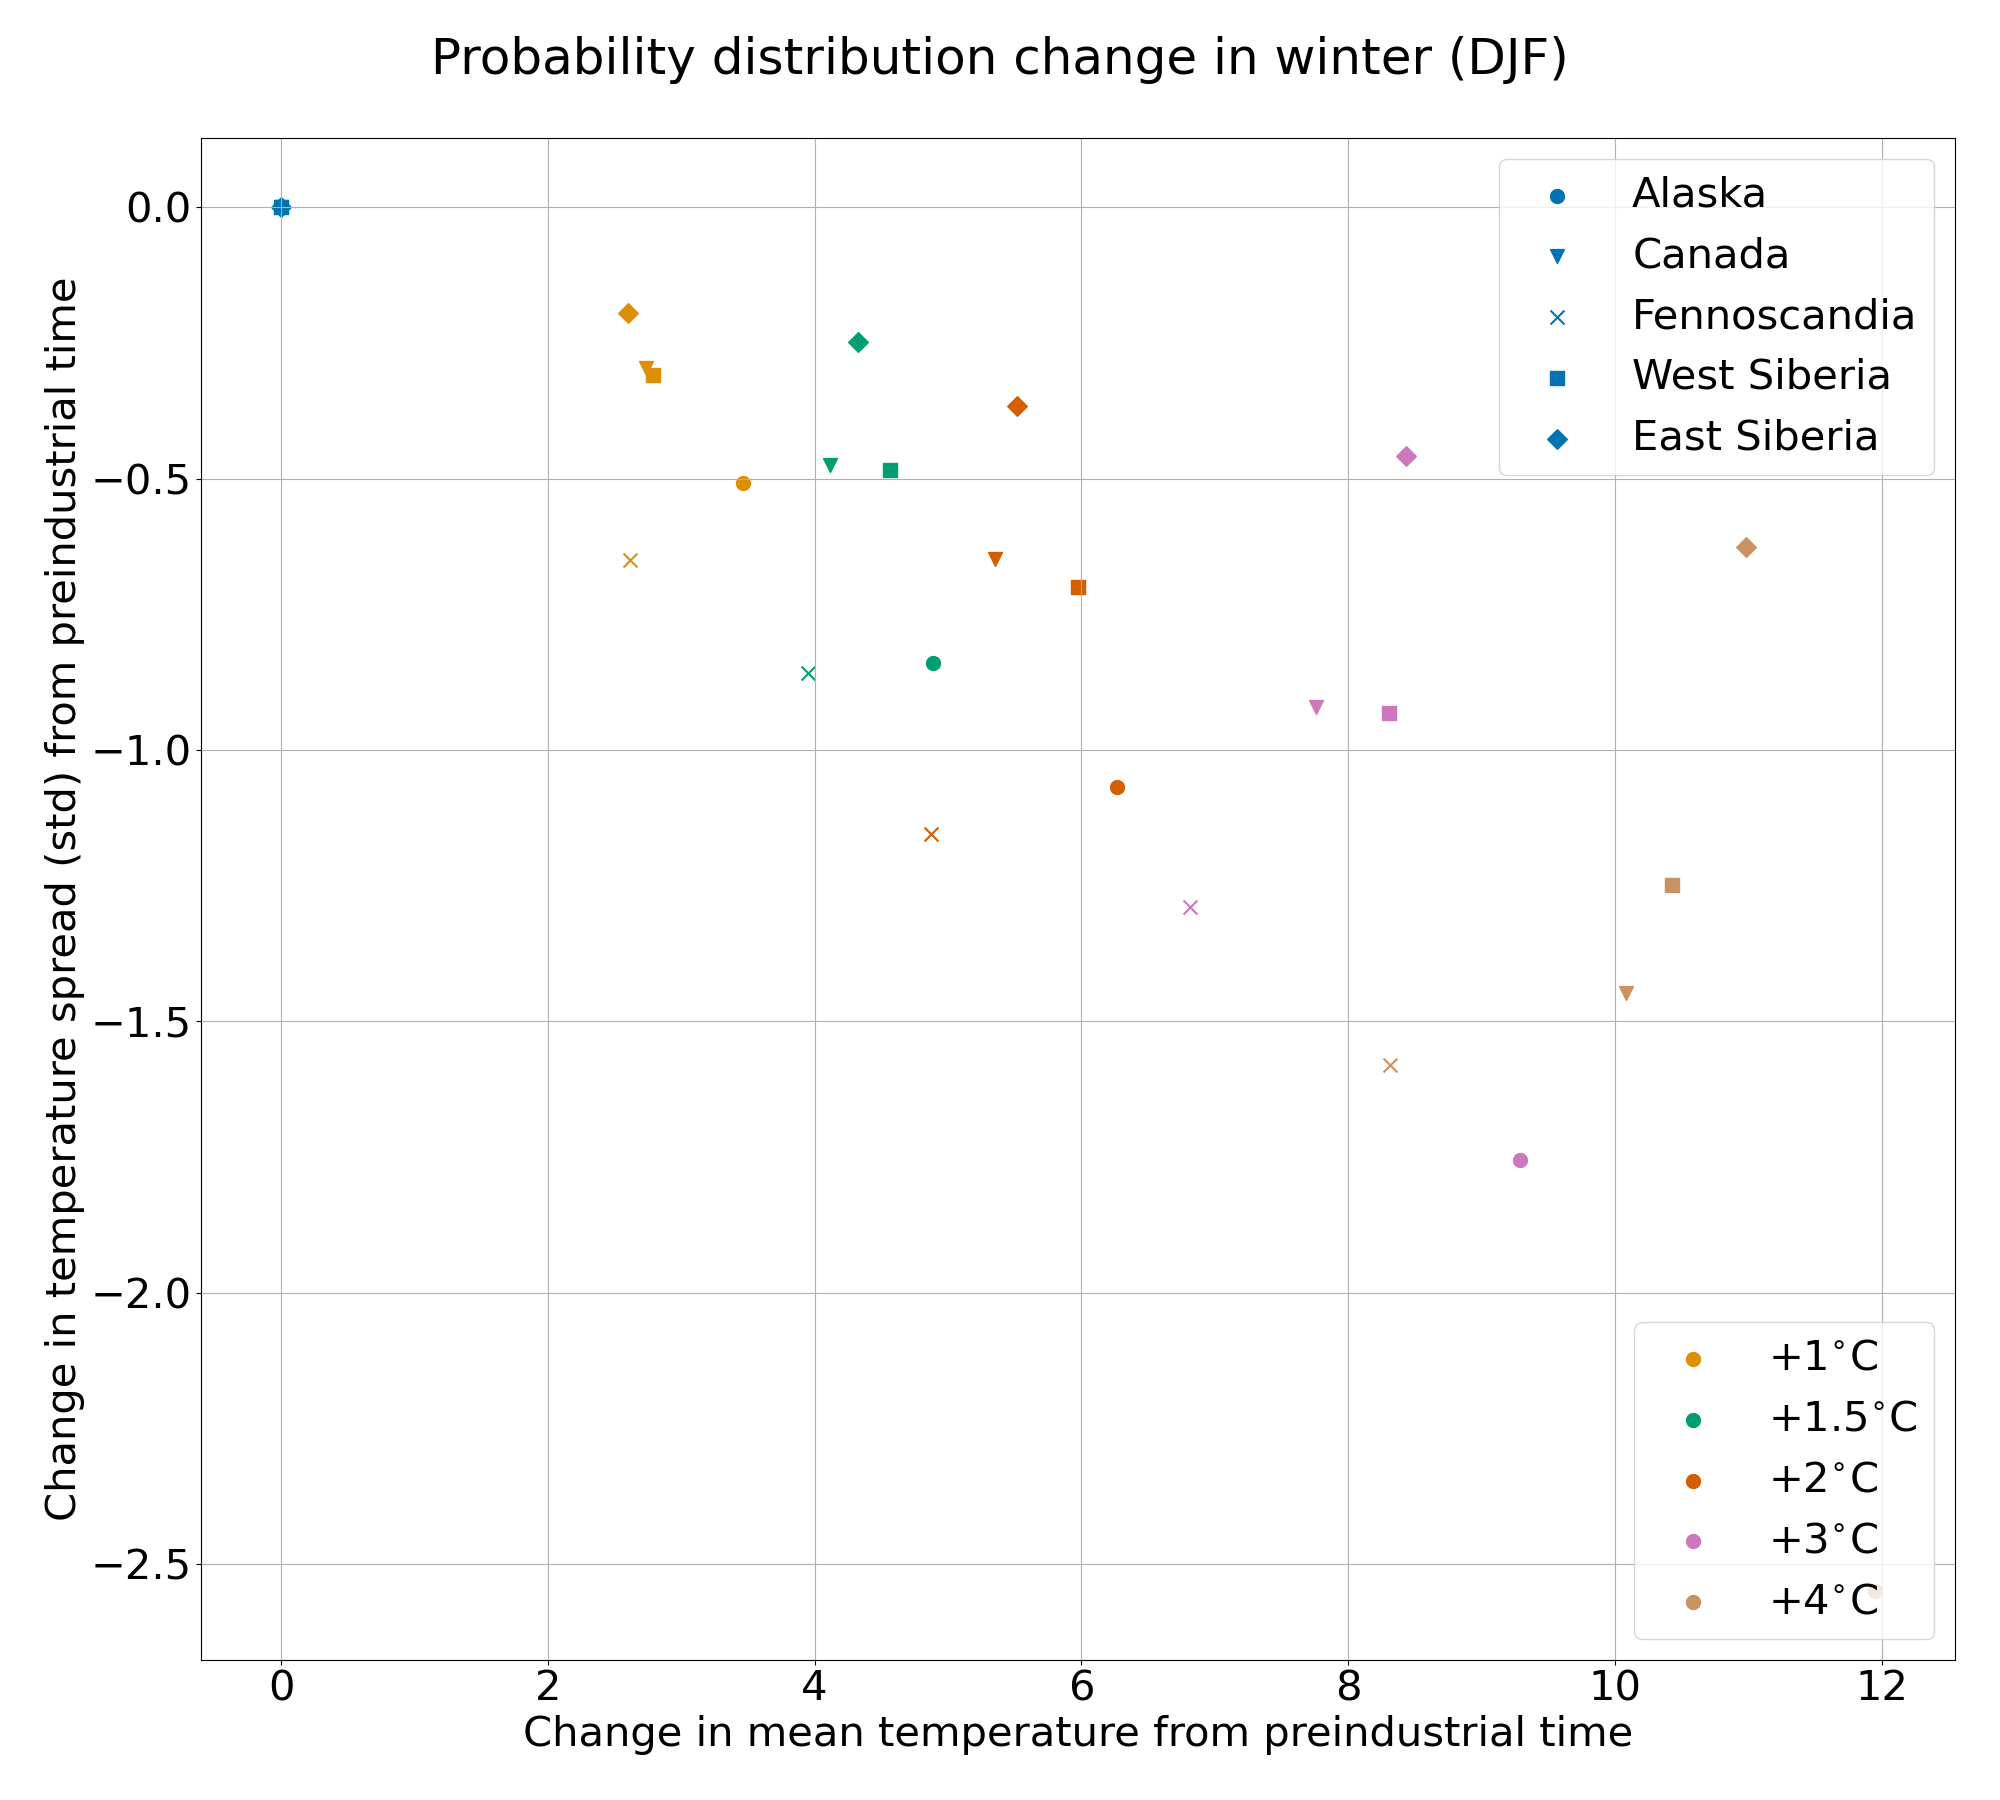 Probability distribution change in winter (DJF)
Change in temperature spread (std) from preindustrial time
0.0
−0.5
−1.0
−1.5
−2.0
−2.5
Alaska
Canada
Fennoscandia
West Siberia
East Siberia
+1°C
+1.5°C
+2°C
+3°C
+4°C
0 2 4 6 8 10 12
Change in mean temperature from preindustrial time